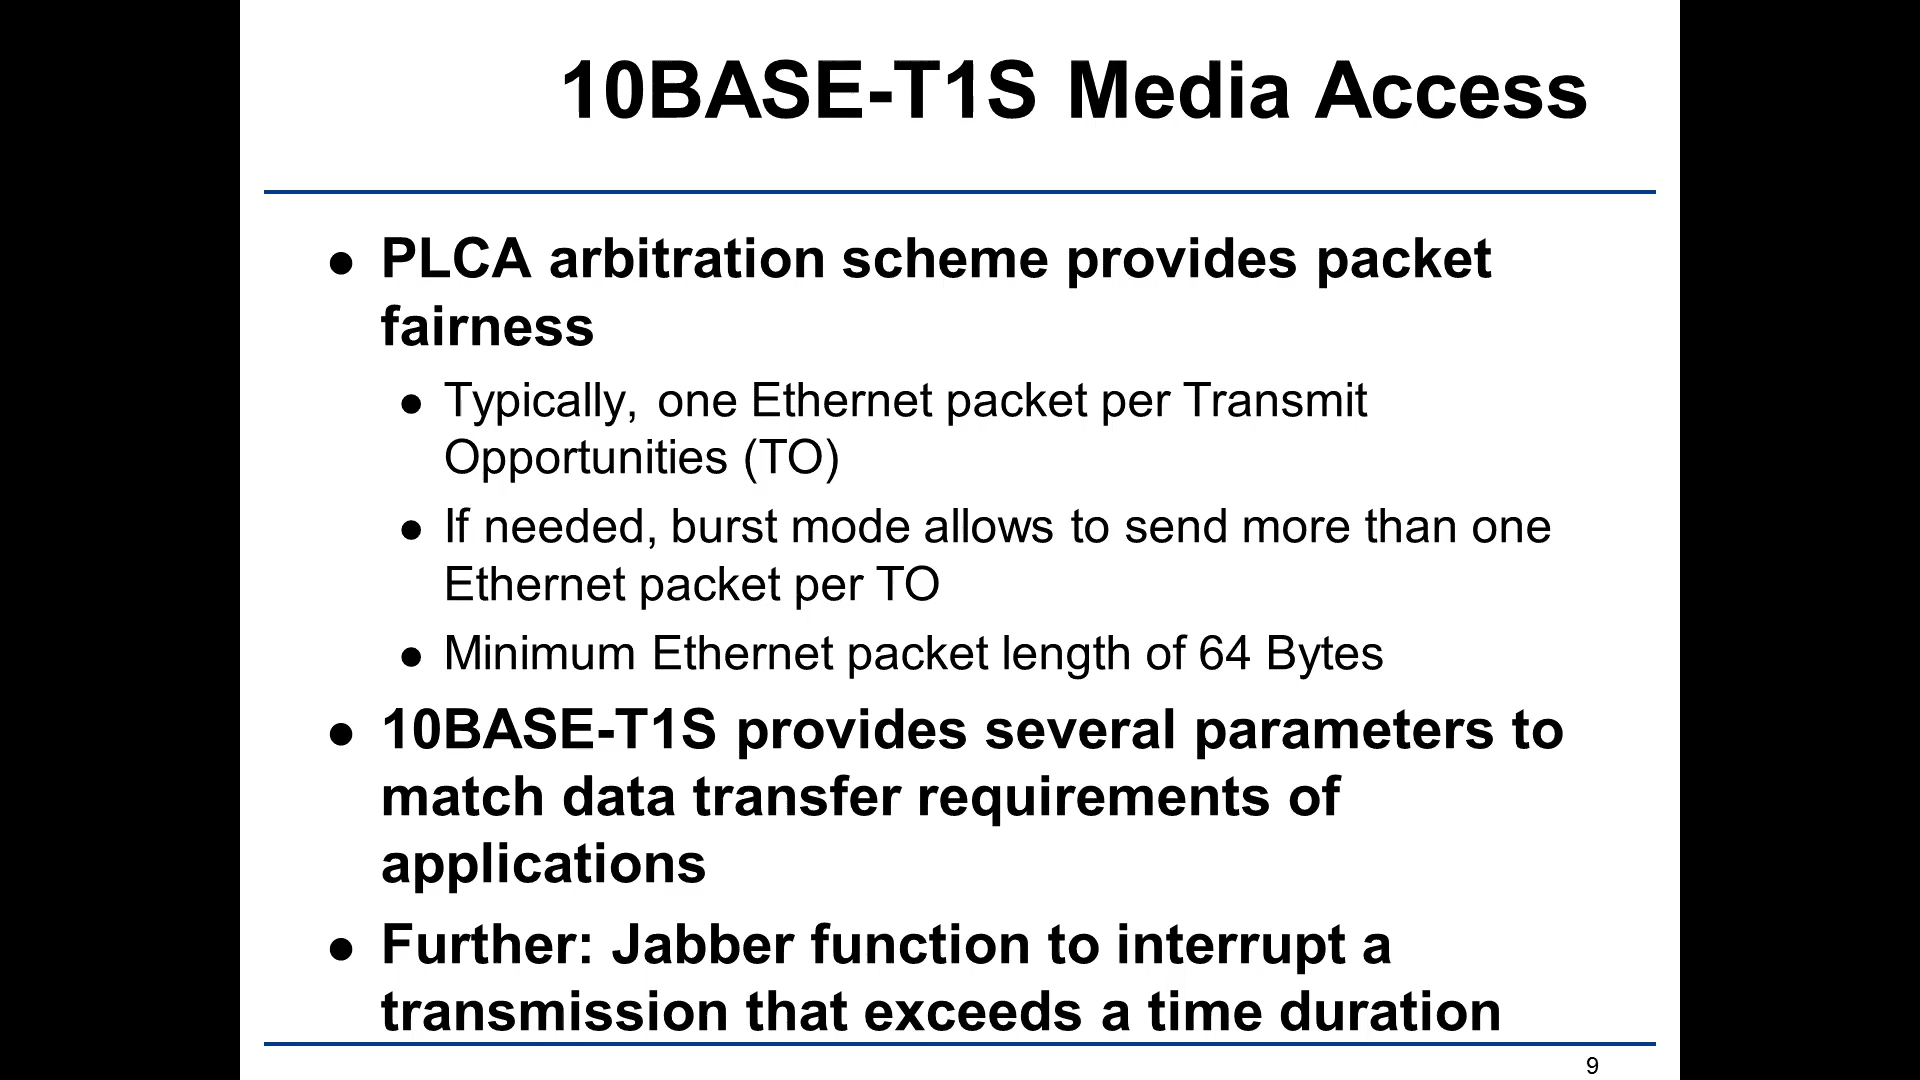 10BASE-T1S Media Access
● PLCA arbitration scheme provides packet
fairness
● Typically, one Ethernet packet per Transmit
Opportunities (TO)
● If needed, burst mode allows to send more than one
Ethernet packet per TO
● Minimum Ethernet packet length of 64 Bytes
● 10BASE-T1S provides several parameters to
match data transfer requirements of
applications
● Further: Jabber function to interrupt a
transmission that exceeds a time duration
9